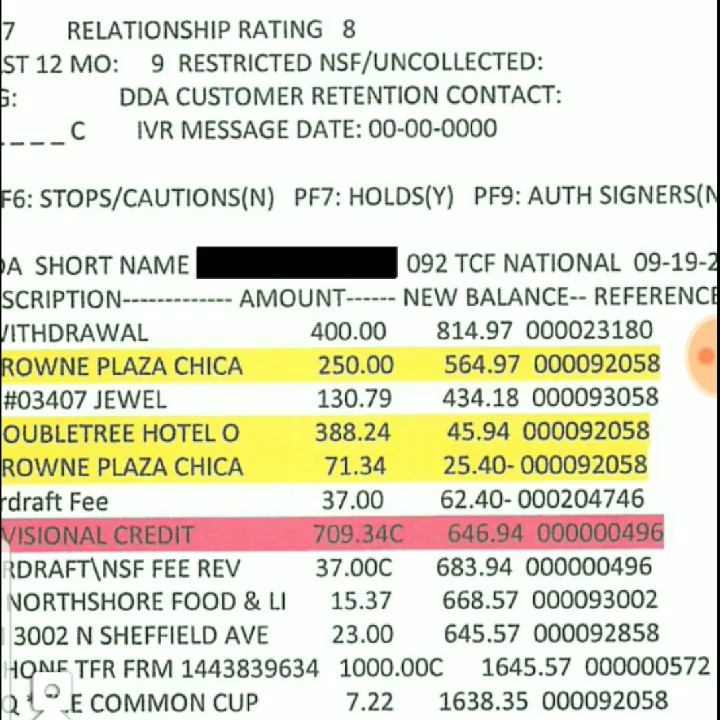 7 RELATIONSHIP RATING 8
ST 12 MO: 9 RESTRICTED NSF/UNCOLLECTED:
G: DDA CUSTOMER RETENTION CONTACT:
____C IVR MESSAGE DATE: 00-00-0000
F6: STOPS/CAUTIONS(N) PF7: HOLDS(Y) PF9: AUTH SIGNERS(N
DA SHORT NAME 092 TCF NATIONAL 09-19-2
SCRIPTION------------- AMOUNT------ NEW BALANCE-- REFERENCE
WITHDRAWAL 400.00 814.97 000023180
ROWNE PLAZA CHICA 250.00 564.97 000092058
#03407 JEWEL 130.79 434.18 000093058
OUBLETREE HOTEL O 388.24 45.94 000092058
ROWNE PLAZA CHICA 71.34 25.40- 000092058
rdraft Fee 37.00 62.40- 000204746
VISIONAL CREDIT 709.34C 646.94 000000496
RDRAFT\NSF FEE REV 37.00C 683.94 000000496
NORTHSHORE FOOD & LI 15.37 668.57 000093002
3002 N SHEFFIELD AVE 23.00 645.57 000092858
HONE TFR FRM 1443839634 1000.00C 1645.57 000000572
Q * E COMMON CUP 7.22 1638.35 000092058